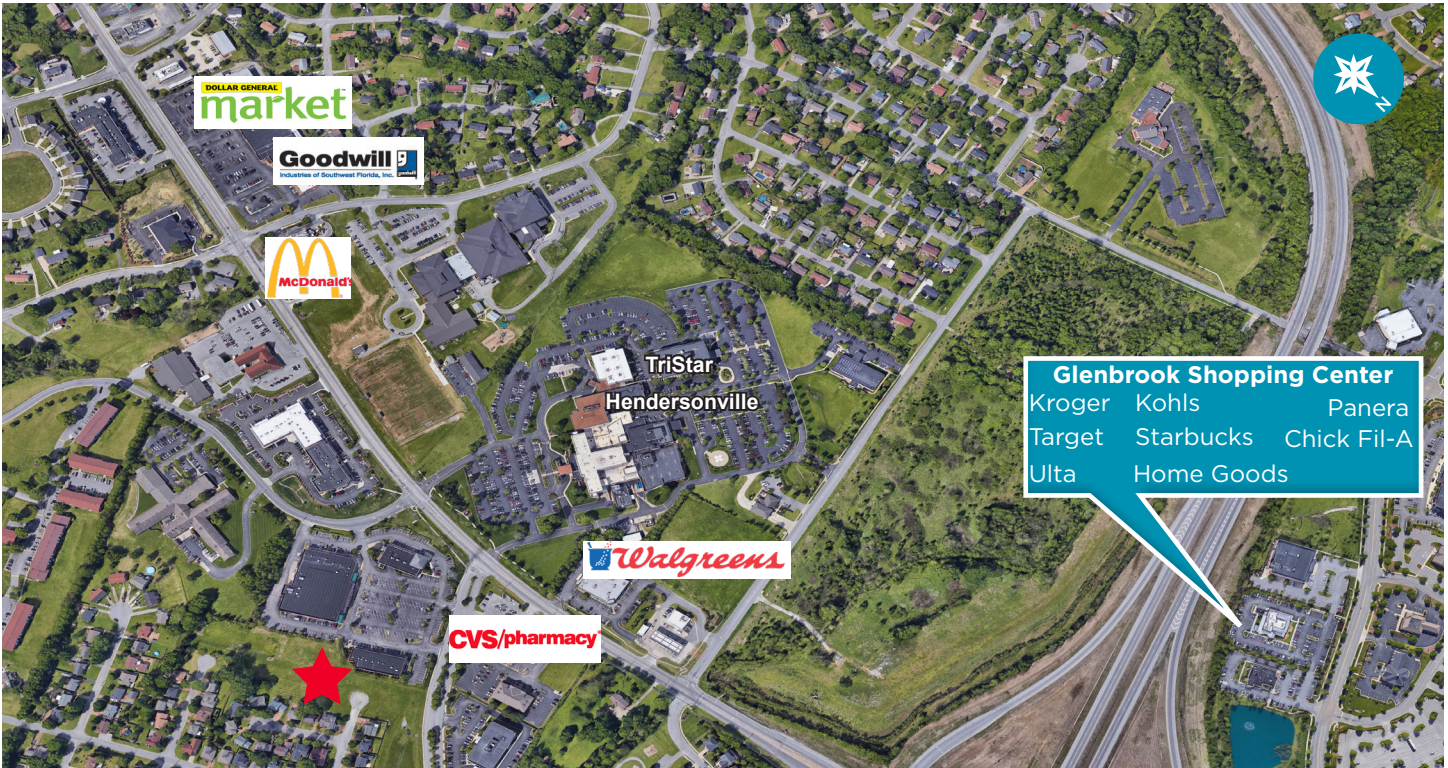 DOLLAR GENERAL
market
Goodwill
Industries of Southwest Florida, Inc.
goodwill
McDonald's
TriStar
Hendersonville
Walgreens
CVS/pharmacy
Glenbrook Shopping Center
Kroger Kohls Panera
Target Starbucks Chick Fil-A
Ulta Home Goods
N